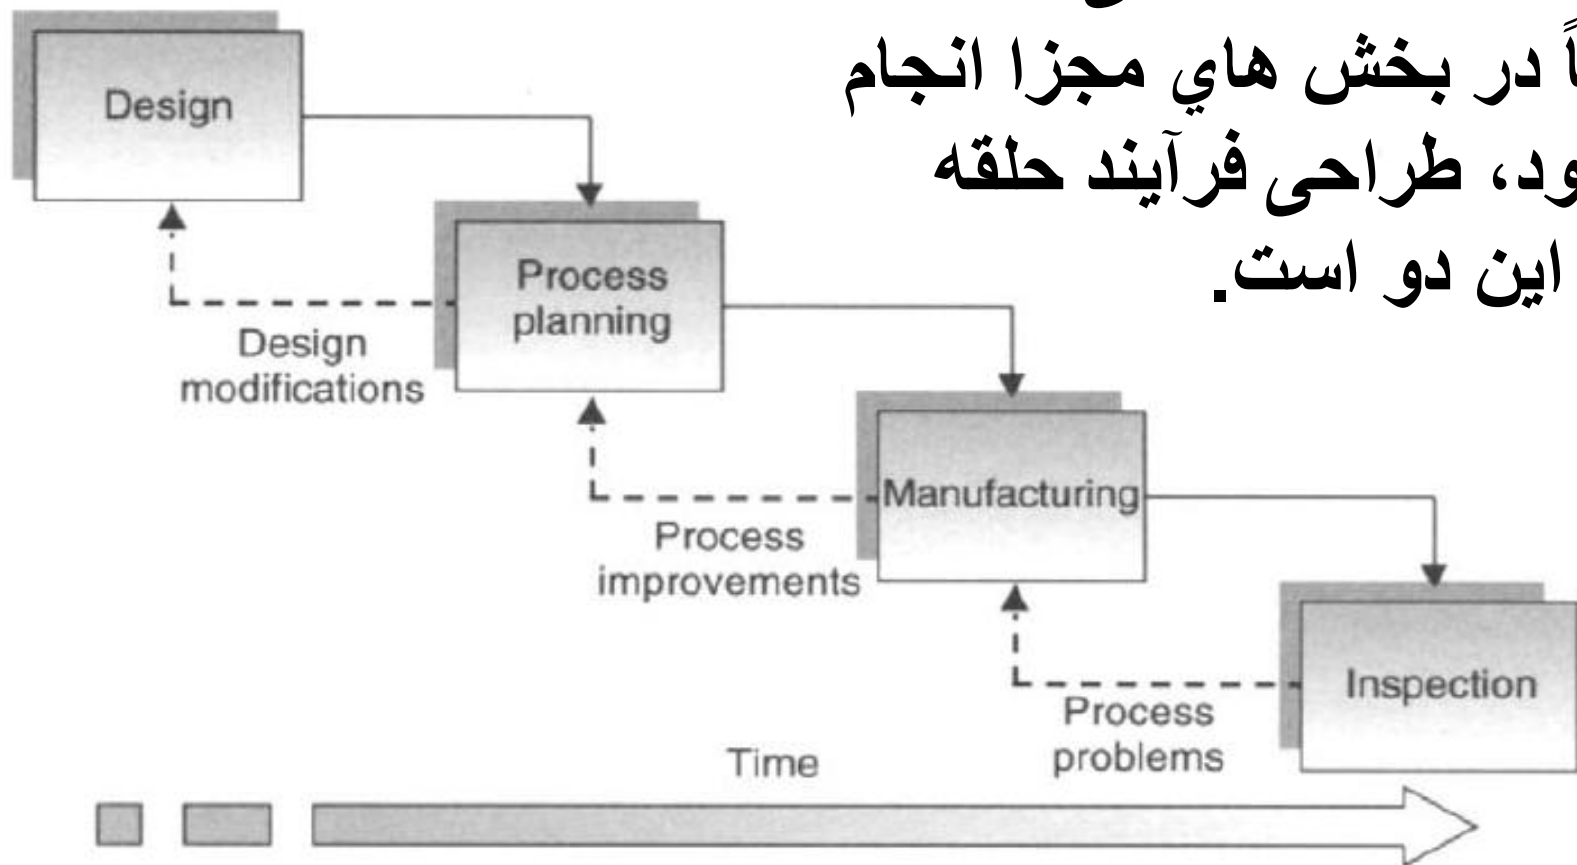 در بخش هاي مجزا انجام
طراحی فرآیند حلقه
این دو است.
Design
Process
planning
Design
modifications
Manufacturing
Process
improvements
Inspection
Process
problems
Time